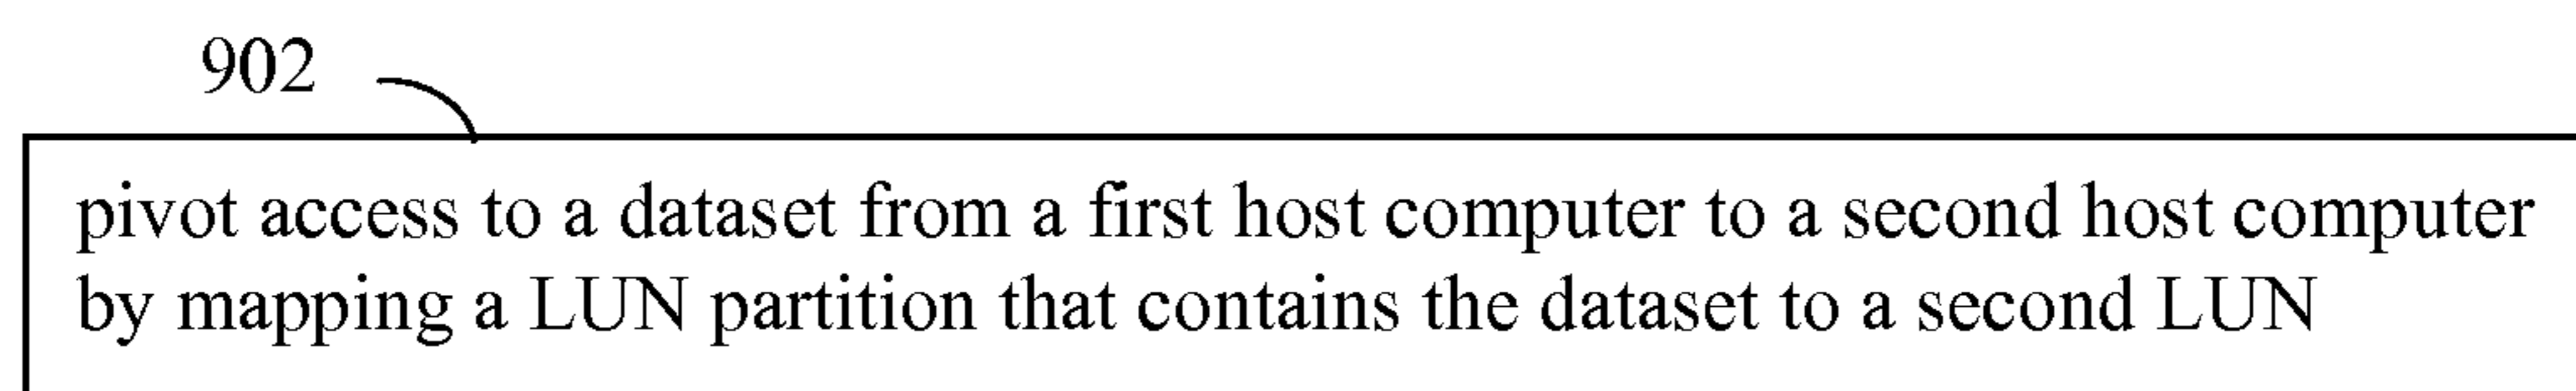 902
pivot access to a dataset from a first host computer to a second host computer
by mapping a LUN partition that contains the dataset to a second LUN